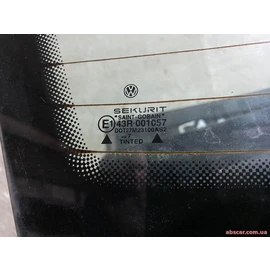 SEKURIT
"SAINT-GOBAIN"
E1 43R-001057
TINTED
abscar.com.ua